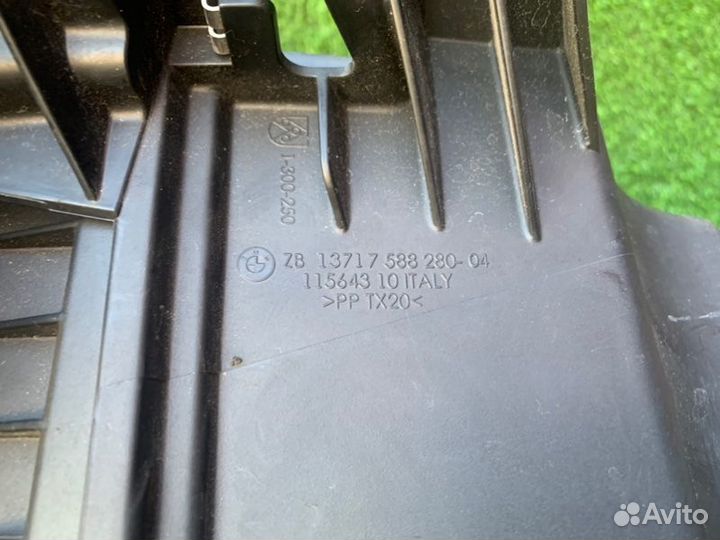 1-300-250
ZB 13717 588 280-04
115643 10 ITALY
>PP TX20<
Avito